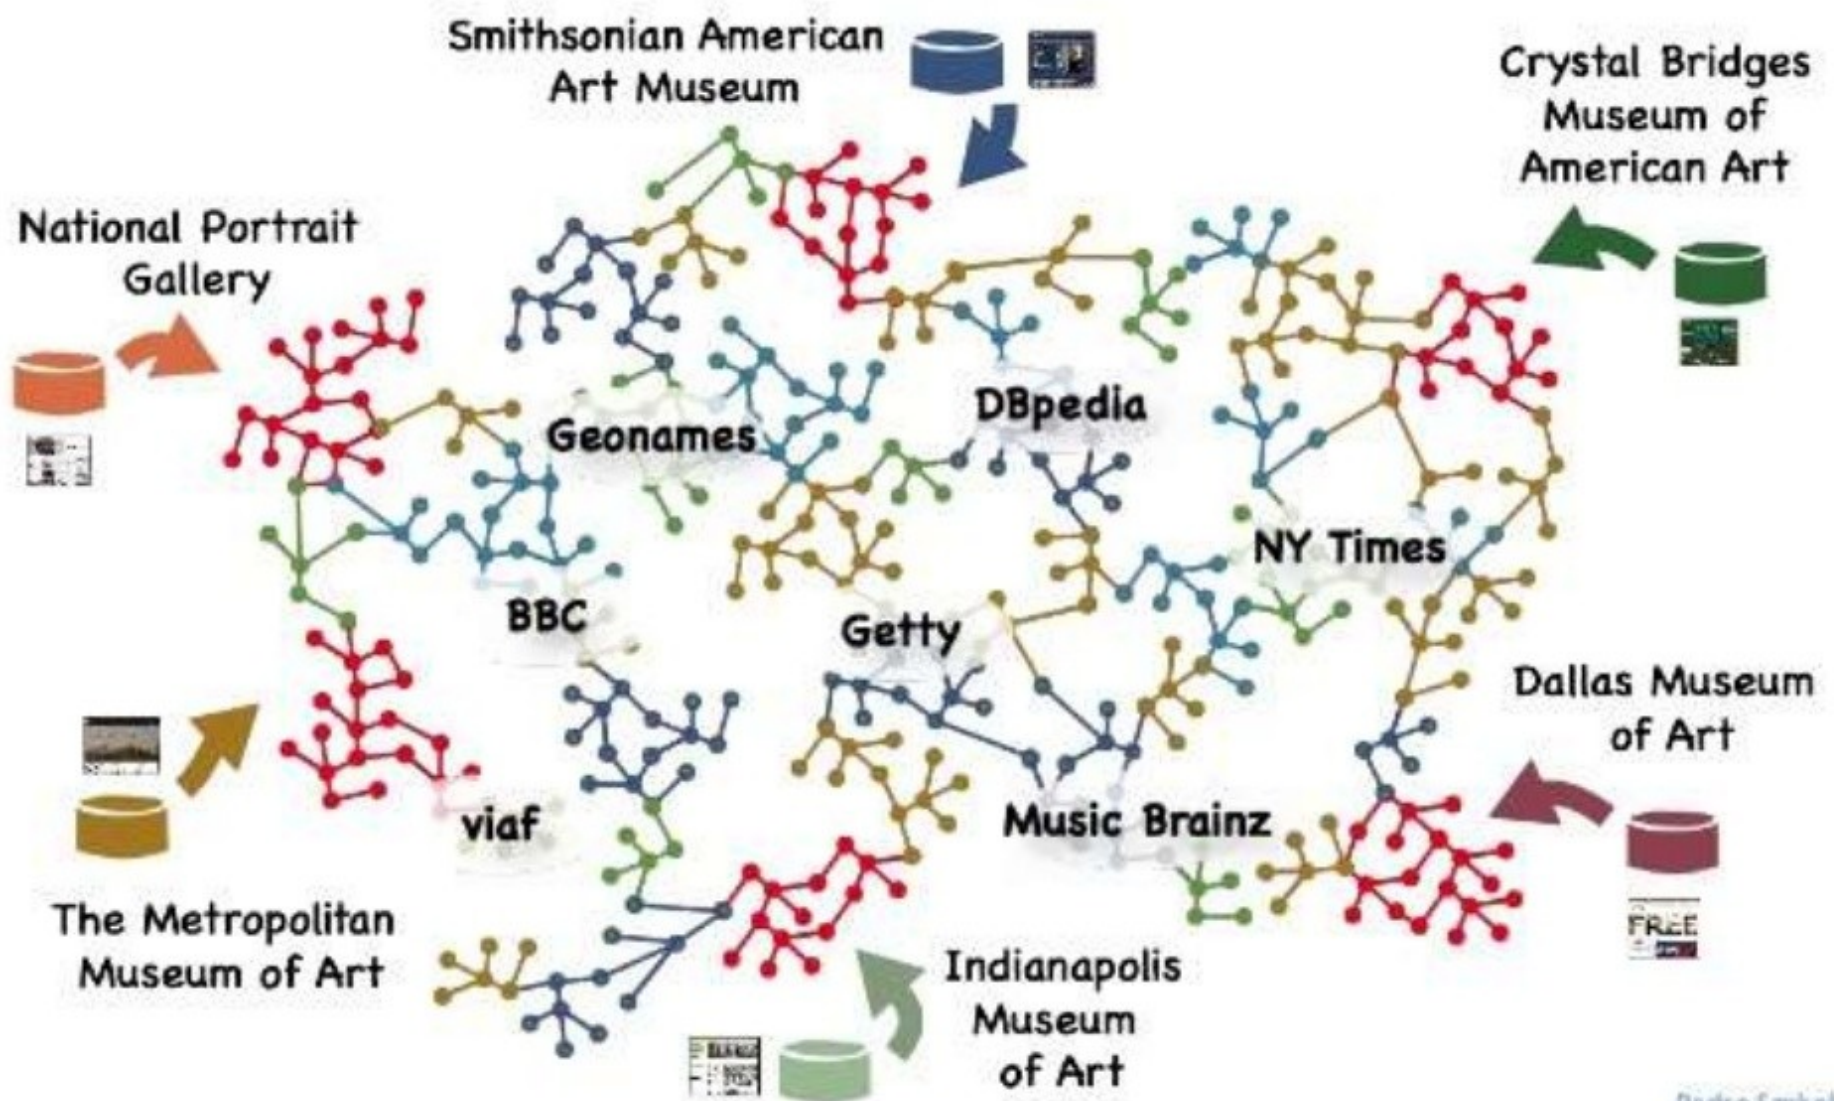 Smithsonian American
Art Museum
Crystal Bridges
Museum of
American Art
National Portrait
Gallery
DBpedia
Geonames
NY Times
BBC
Getty
Dallas Museum
of Art
viaf
Music Brainz
The Metropolitan
Museum of Art
FREE
Indianapolis
Museum
of Art